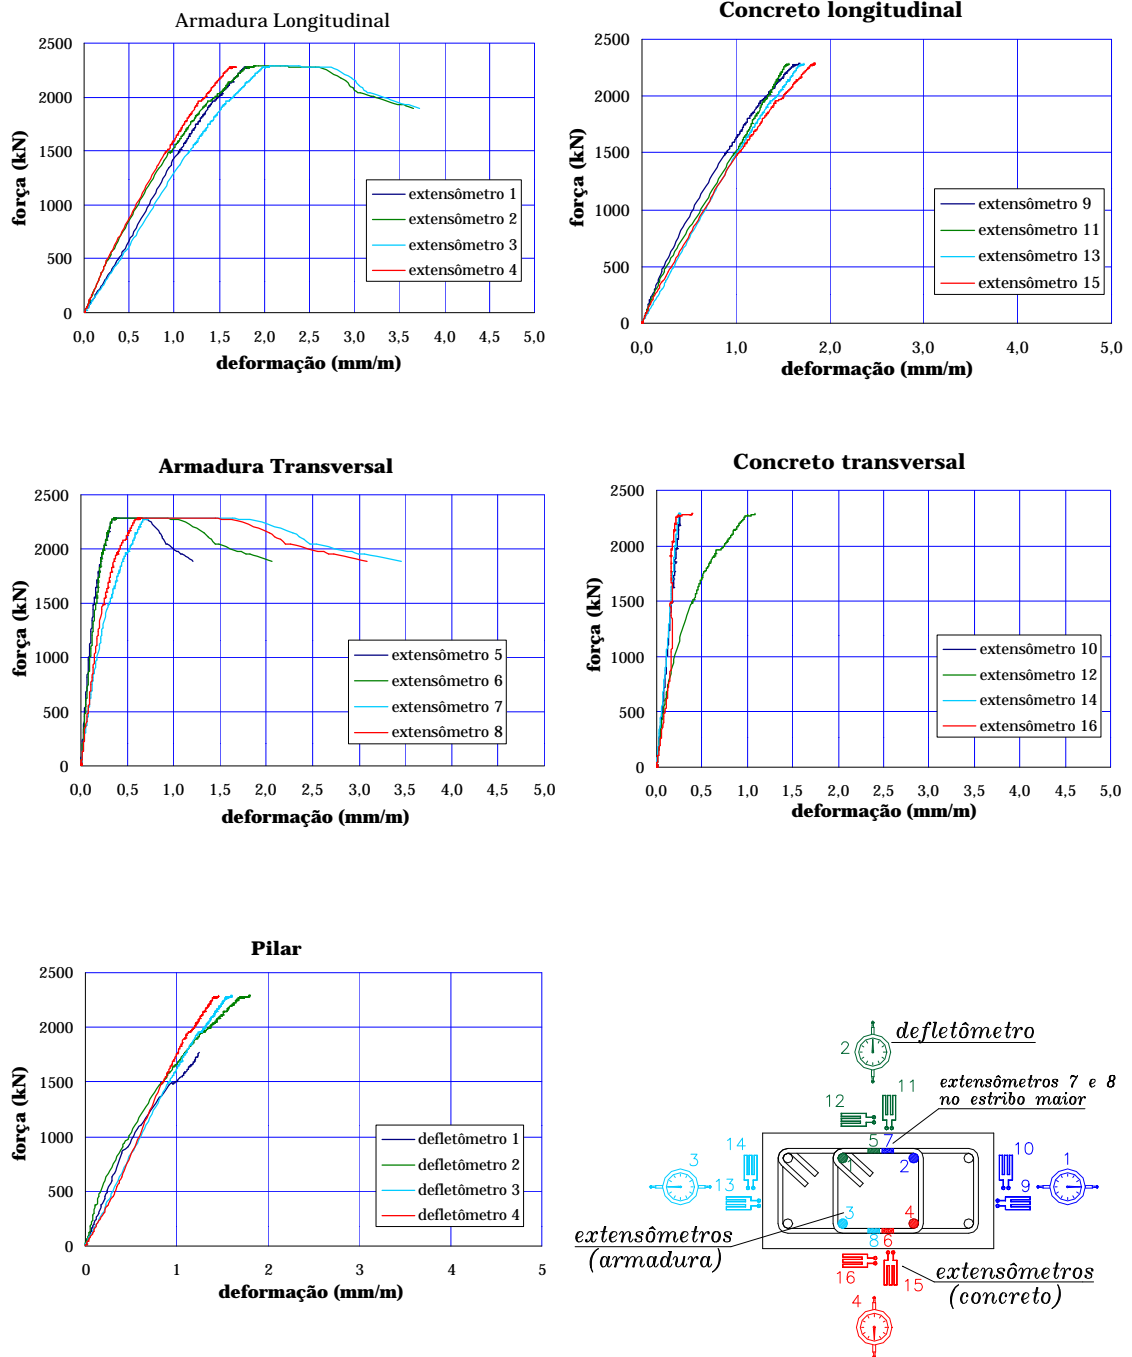 Armadura Longitudinal
2500
2000
1500
1000
500
0
força (kN)
extensômetro 1
extensômetro 2
extensômetro 3
extensômetro 4
0,0 0,5 1,0 1,5 2,0 2,5 3,0 3,5 4,0 4,5 5,0
deformação (mm/m)
Concreto longitudinal
2500
2000
1500
1000
500
0
força (kN)
extensômetro 9
extensômetro 11
extensômetro 13
extensômetro 15
0,0 1,0 2,0 3,0 4,0 5,0
deformação (mm/m)
Armadura Transversal
2500
2000
1500
1000
500
0
força (kN)
extensômetro 5
extensômetro 6
extensômetro 7
extensômetro 8
0,0 0,5 1,0 1,5 2,0 2,5 3,0 3,5 4,0 4,5 5,0
deformação (mm/m)
Concreto transversal
2500
2000
1500
1000
500
0
força (kN)
extensômetro 10
extensômetro 12
extensômetro 14
extensômetro 16
0,0 0,5 1,0 1,5 2,0 2,5 3,0 3,5 4,0 4,5 5,0
deformação (mm/m)
Pilar
2500
2000
1500
1000
500
0
força (kN)
defletômetro 1
defletômetro 2
defletômetro 3
defletômetro 4
0 1 2 3 4 5
deformação (mm/m)
defletômetro
2
11
12
extensômetros 7 e 8
no estribo maior
5 7
14
10
3
1
2
1
13
9
3
4
extensômetros
(armadura)
8 6
16
15
extensômetros
(concreto)
4